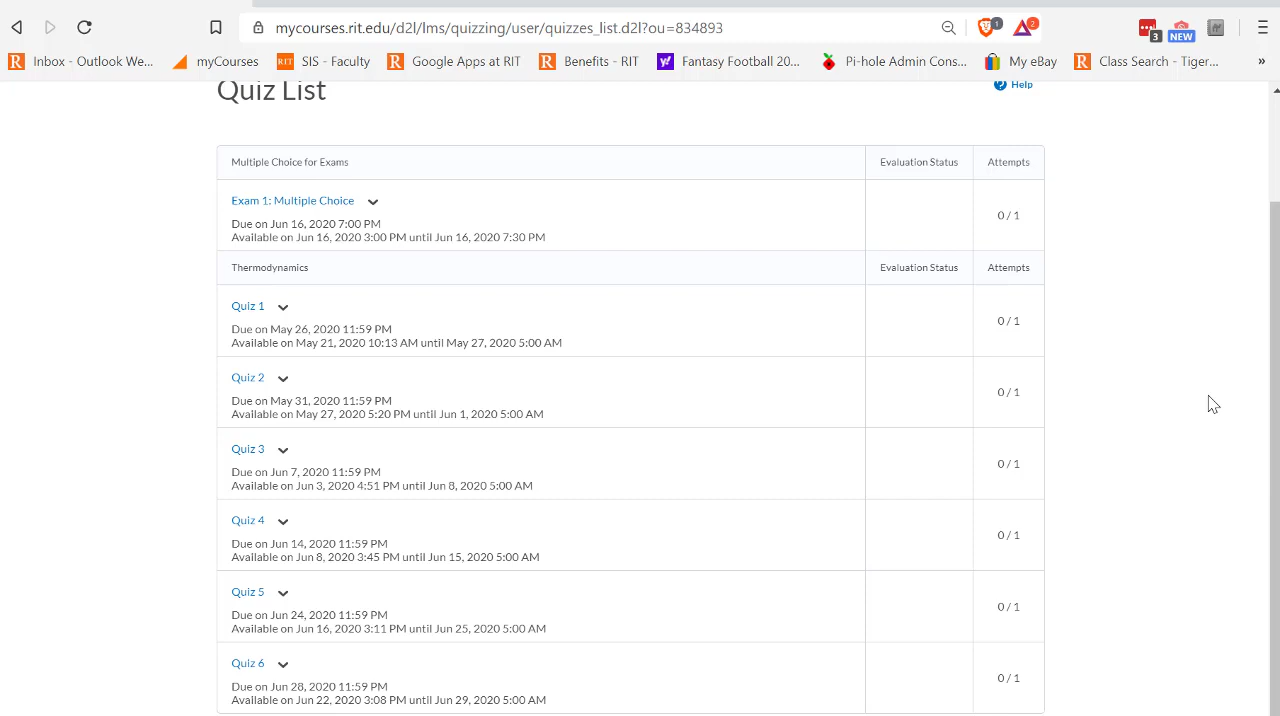 mycourses.rit.edu/d2l/lms/quizzing/user/quizzes_list.d2l?ou=834893
1
2
3
NEW
Inbox - Outlook We...
myCourses
RIT
SIS - Faculty
Google Apps at RIT
Benefits - RIT
Fantasy Football 20...
Pi-hole Admin Cons...
My eBay
Class Search - Tiger...
»
Quiz List
Help
Multiple Choice for Exams
Evaluation Status
Attempts
Exam 1: Multiple Choice
Due on Jun 16, 2020 7:00 PM
Available on Jun 16, 2020 3:00 PM until Jun 16, 2020 7:30 PM
0 / 1
Thermodynamics
Evaluation Status
Attempts
Quiz 1
Due on May 26, 2020 11:59 PM
Available on May 21, 2020 10:13 AM until May 27, 2020 5:00 AM
0 / 1
Quiz 2
Due on May 31, 2020 11:59 PM
Available on May 27, 2020 5:20 PM until Jun 1, 2020 5:00 AM
0 / 1
Quiz 3
Due on Jun 7, 2020 11:59 PM
Available on Jun 3, 2020 4:51 PM until Jun 8, 2020 5:00 AM
0 / 1
Quiz 4
Due on Jun 14, 2020 11:59 PM
Available on Jun 8, 2020 3:45 PM until Jun 15, 2020 5:00 AM
0 / 1
Quiz 5
Due on Jun 24, 2020 11:59 PM
Available on Jun 16, 2020 3:11 PM until Jun 25, 2020 5:00 AM
0 / 1
Quiz 6
Due on Jun 28, 2020 11:59 PM
Available on Jun 22, 2020 3:08 PM until Jun 29, 2020 5:00 AM
0 / 1